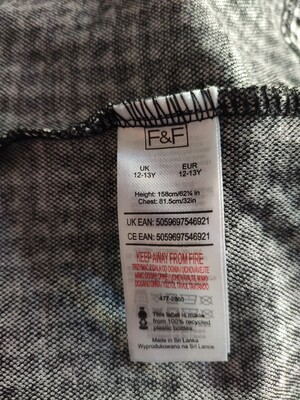 F&F
UK EUR
12-13Y 12-13Y
Height: 158cm/62¼ in
Chest: 81.5cm/32in
UK EAN: 5059697546921
CE EAN: 5059697546921
KEEP AWAY FROM FIRE
This label is made
from 100% recycled
plastic bottles.
Made in Sri Lanka
Wyprodukowano na Sri Lance